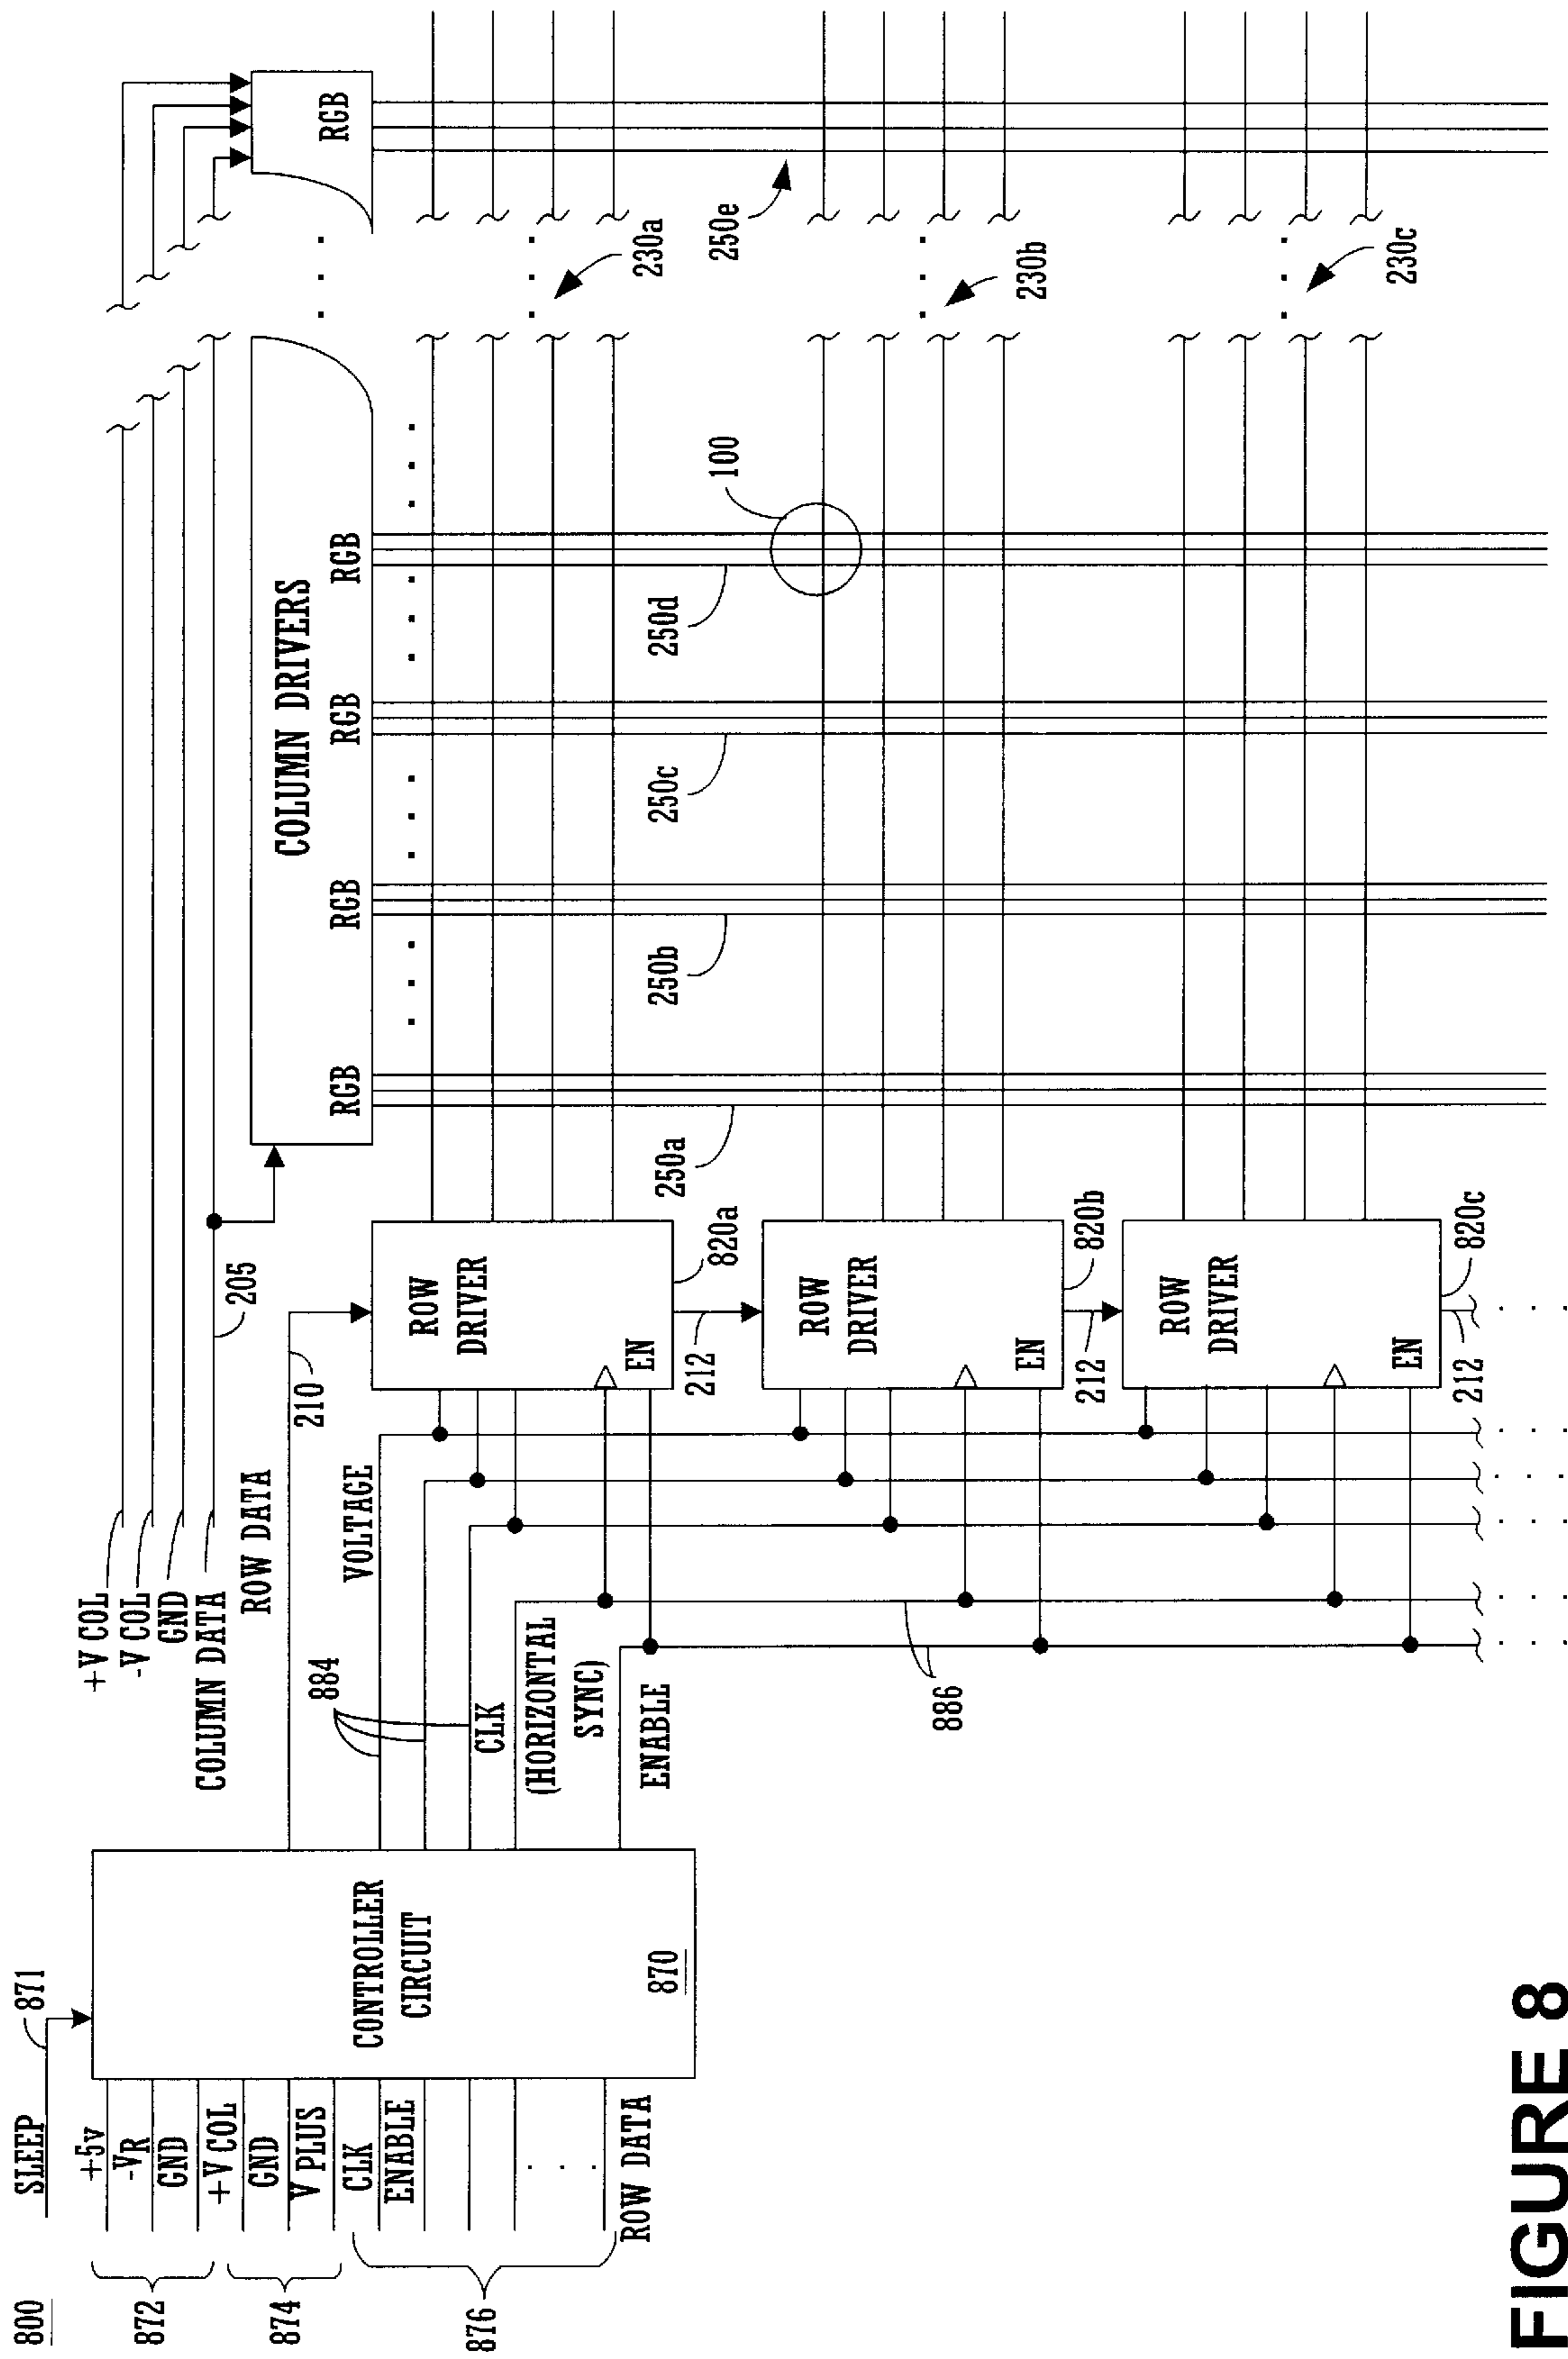 800
SLEEP
871
+5v
-VR
GND
+V COL
GND
V PLUS
CLK
ENABLE
.
.
.
ROW DATA
872
874
876
CONTROLLER
CIRCUIT
870
+V COL
-V COL
GND
COLUMN DATA
205
ROW DATA
210
VOLTAGE
884
CLK
(HORIZONTAL
SYNC)
ENABLE
886
COLUMN DRIVERS
RGB
RGB
RGB
RGB
RGB
ROW
DRIVER
EN
820a
212
ROW
DRIVER
EN
820b
212
ROW
DRIVER
EN
820c
212
250a
250b
250c
250d
250e
100
230a
230b
230c
FIGURE 8